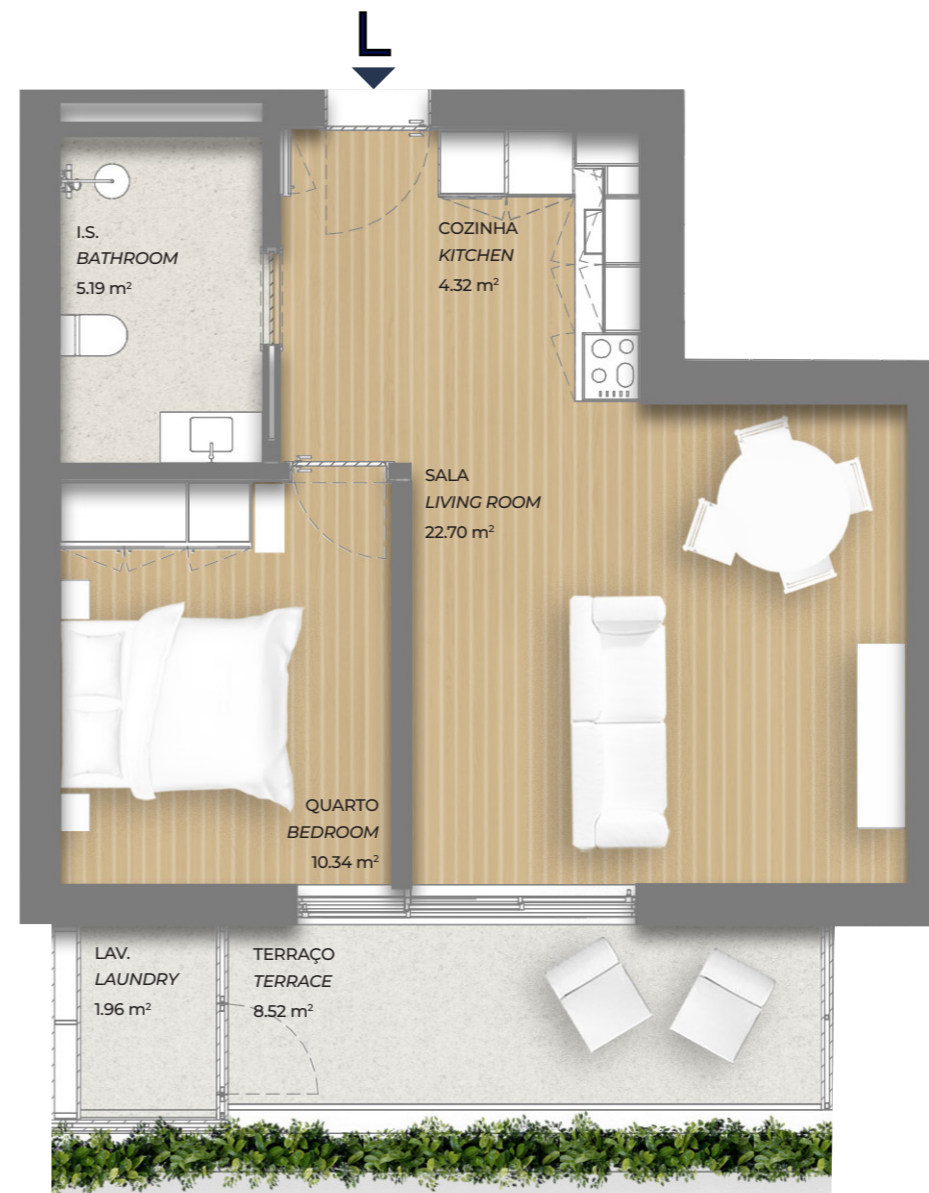 L
I.S.
BATHROOM
5.19 m²
COZINHA
KITCHEN
4.32 m²
SALA
LIVING ROOM
22.70 m²
QUARTO
BEDROOM
10.34 m²
LAV.
LAUNDRY
1.96 m²
TERRAÇO
TERRACE
8.52 m²